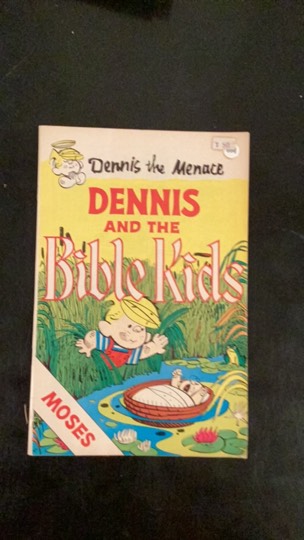 Dennis the Menace
DENNIS
AND THE
Bible Kids
MOSES